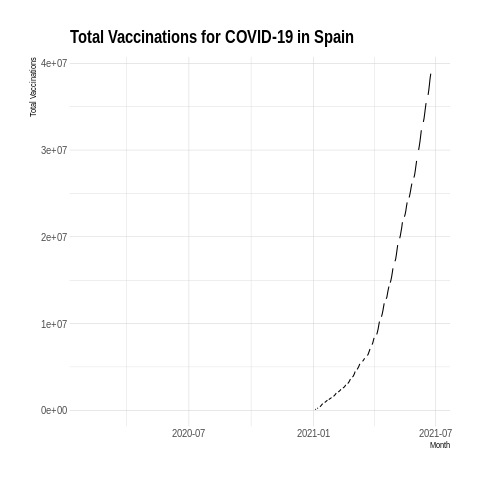 Total Vaccinations for COVID-19 in Spain
Total Vaccinations
4e+07
3e+07
2e+07
1e+07
0e+00
2020-07
2021-01
2021-07
Month